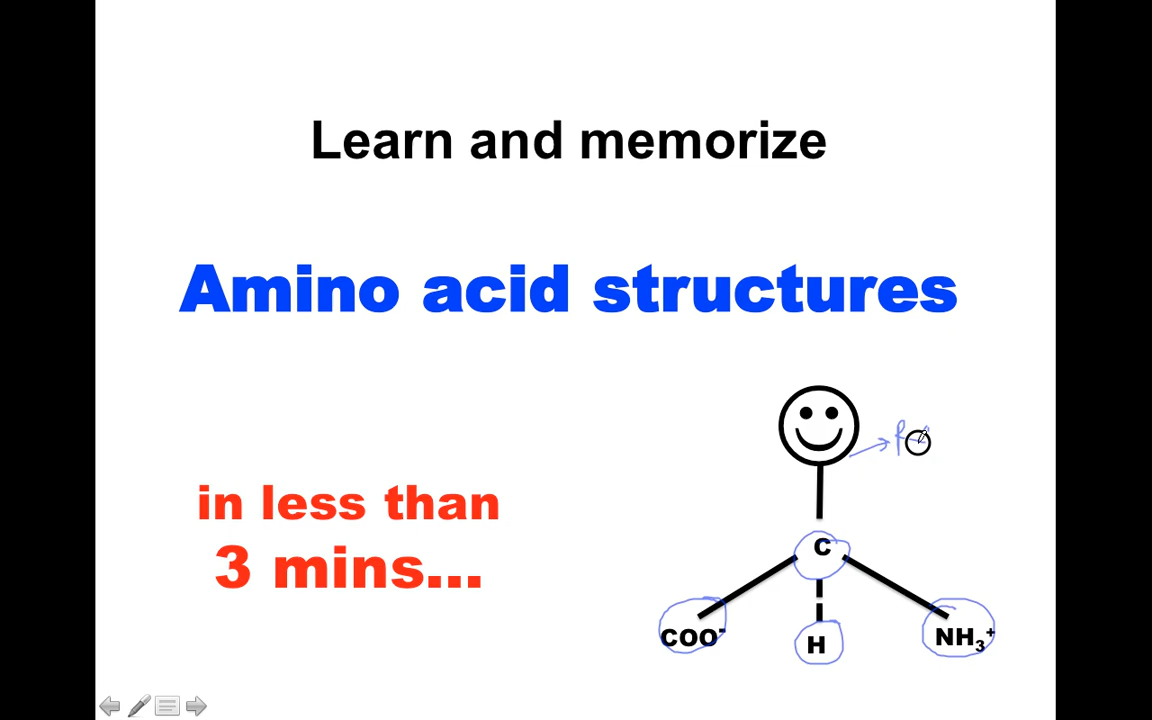 Learn and memorize
Amino acid structures
in less than
3 mins...
C
COO⁻
H
NH₃⁺